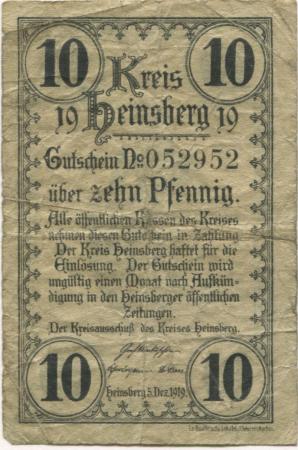 10 Kreis 10
19 Heinsberg 19
Gutschein No 052952
über zehn Pfennig.
Alle öffentlichen Kassen des Kreises
nehmen diesen Gutschein in Zahlung
Der Kreis Heinsberg haftet für die
Einlösung. Der Gutschein wird
ungültig einen Monat nach Aufkün-
digung in den Heinsberger öffentlichen
Zeitungen.
Der Kreisausschuß des Kreises Heinsberg.
10 Heinsberg 5. Dez. 1919. 10